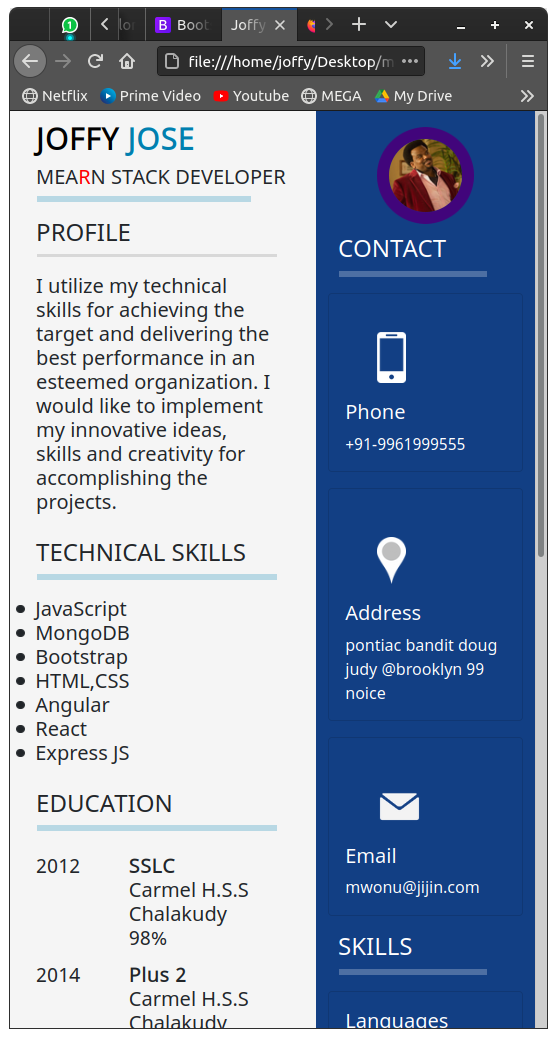 1
lor
Boot
Joffy
file:///home/joffy/Desktop/m
Netflix
Prime Video
Youtube
MEGA
My Drive
JOFFY JOSE
MEARN STACK DEVELOPER
PROFILE
I utilize my technical
skills for achieving the
target and delivering the
best performance in an
esteemed organization. I
would like to implement
my innovative ideas,
skills and creativity for
accomplishing the
projects.
TECHNICAL SKILLS
JavaScript
MongoDB
Bootstrap
HTML,CSS
Angular
React
Express JS
EDUCATION
2012 SSLC
Carmel H.S.S
Chalakudy
98%
2014 Plus 2
Carmel H.S.S
Chalakudy
CONTACT
Phone
+91-9961999555
Address
pontiac bandit doug
judy @brooklyn 99
noice
Email
mwonu@jijin.com
SKILLS
Languages